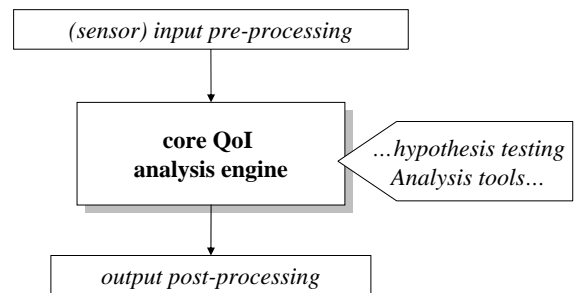 (sensor) input pre-processing
core QoI
analysis engine
…hypothesis testing
Analysis tools…
output post-processing